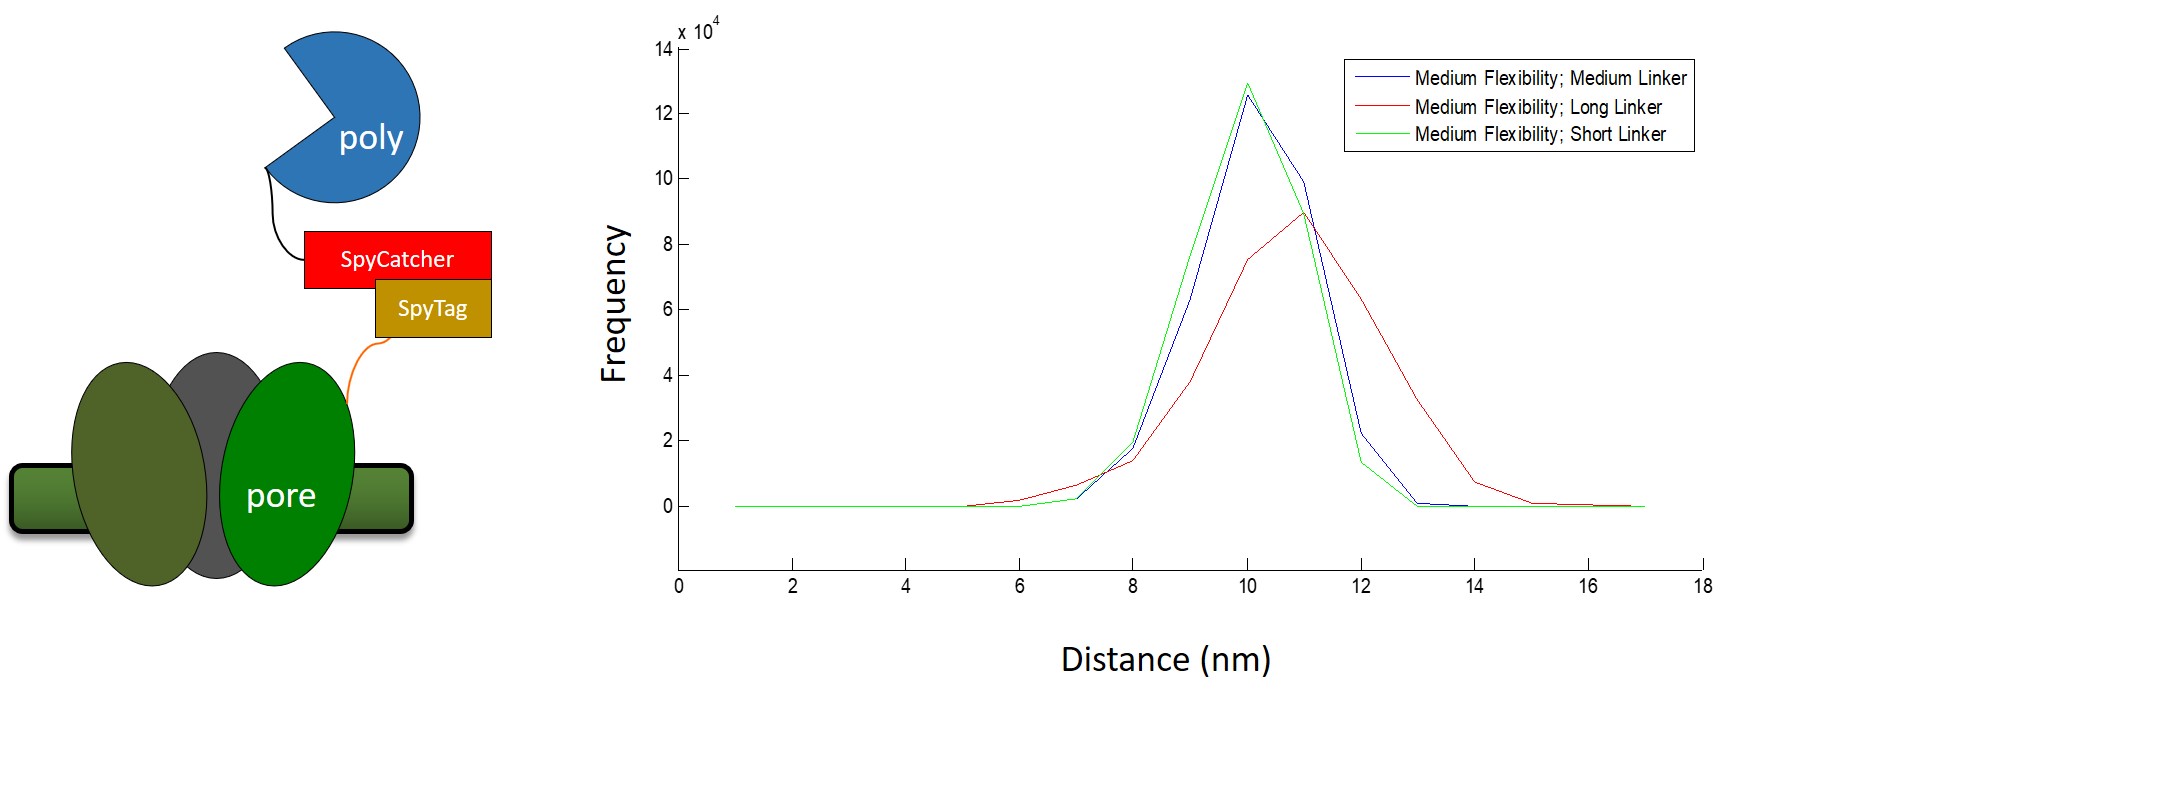 poly
SpyCatcher
SpyTag
pore
x 10^4
14
12
10
8
6
4
2
0
Frequency
0 2 4 6 8 10 12 14 16 18
Distance (nm)
Medium Flexibility; Medium Linker
Medium Flexibility; Long Linker
Medium Flexibility; Short Linker